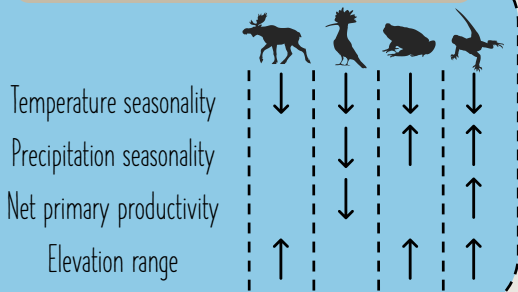 Temperature seasonality
Precipitation seasonality
Net primary productivity
Elevation range